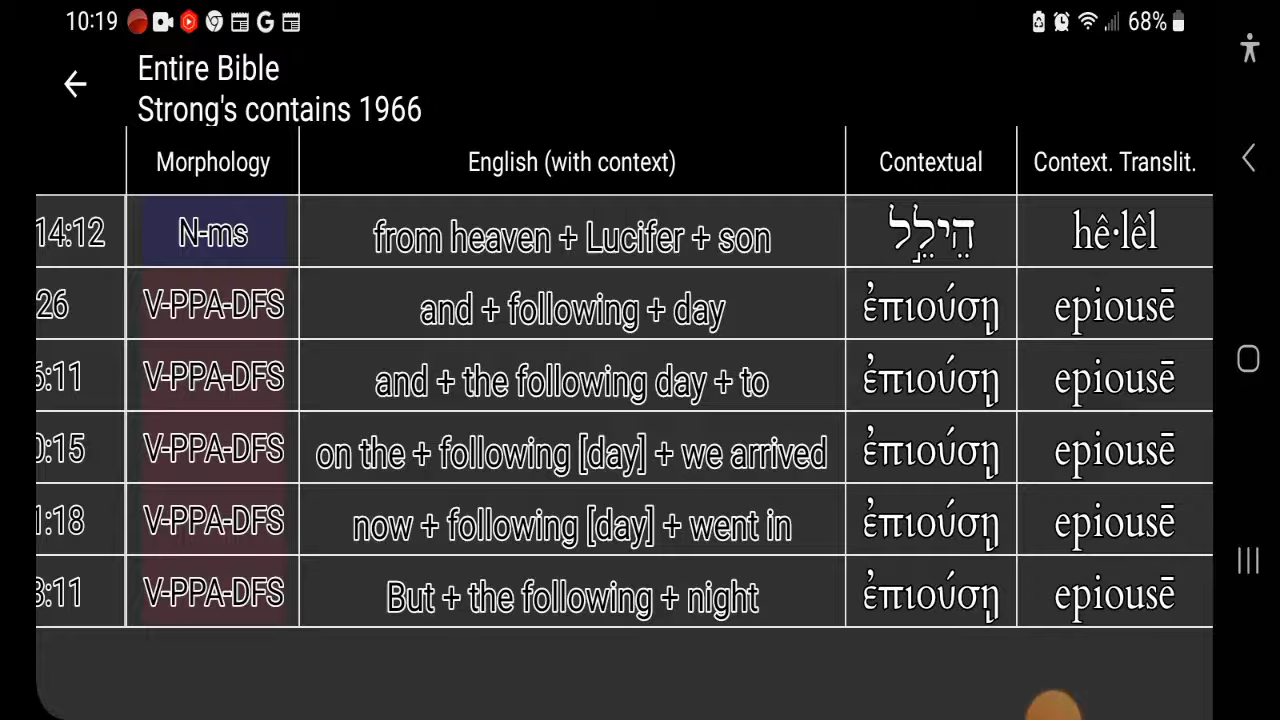 10:19 68%
Entire Bible
Strong's contains 1966
Morphology English (with context) Contextual Context. Translit.
14:12 N-ms from heaven + Lucifer + son הֵילֵ֣ל hê·lêl
26 V-PPA-DFS and + following + day ἐπιούσῃ epiousē
6:11 V-PPA-DFS and + the following day + to ἐπιούσῃ epiousē
0:15 V-PPA-DFS on the + following [day] + we arrived ἐπιούσῃ epiousē
1:18 V-PPA-DFS now + following [day] + went in ἐπιούσῃ epiousē
3:11 V-PPA-DFS But + the following + night ἐπιούσῃ epiousē